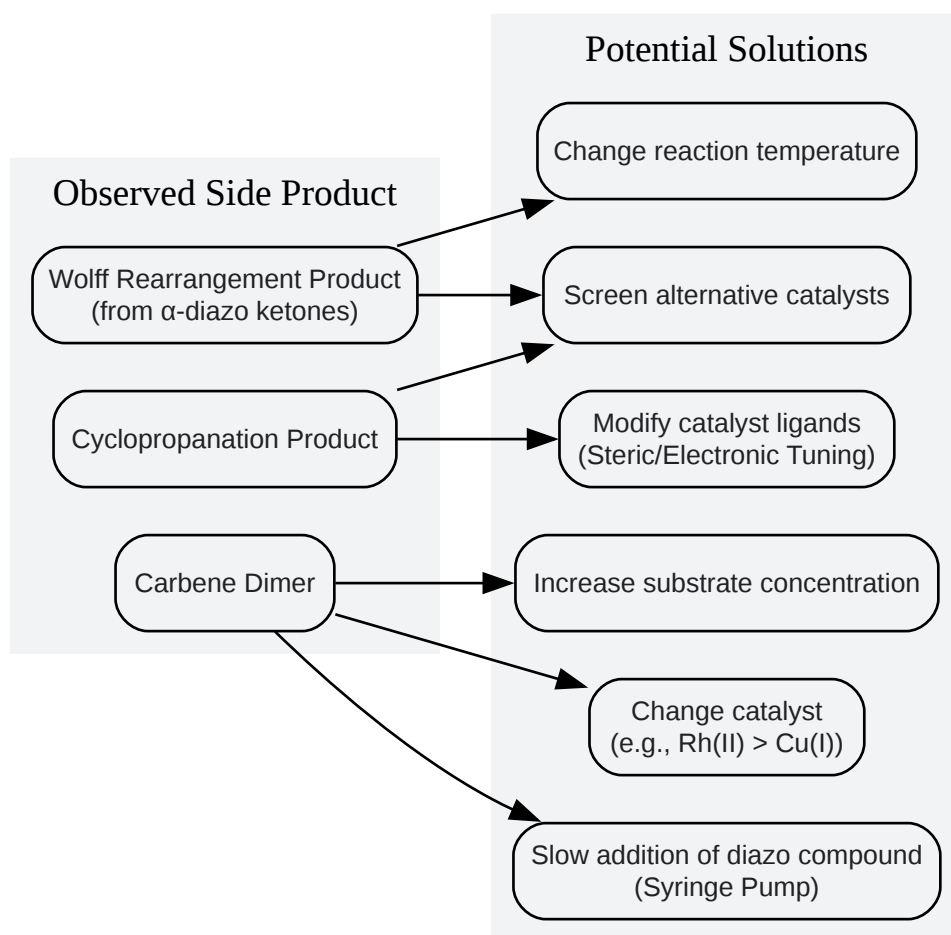 Potential Solutions
Change reaction temperature
Observed Side Product
Wolff Rearrangement Product
(from α-diazo ketones)
Screen alternative catalysts
Cyclopropanation Product
Modify catalyst ligands
(Steric/Electronic Tuning)
Carbene Dimer
Increase substrate concentration
Change catalyst
(e.g., Rh(II) > Cu(I))
Slow addition of diazo compound
(Syringe Pump)